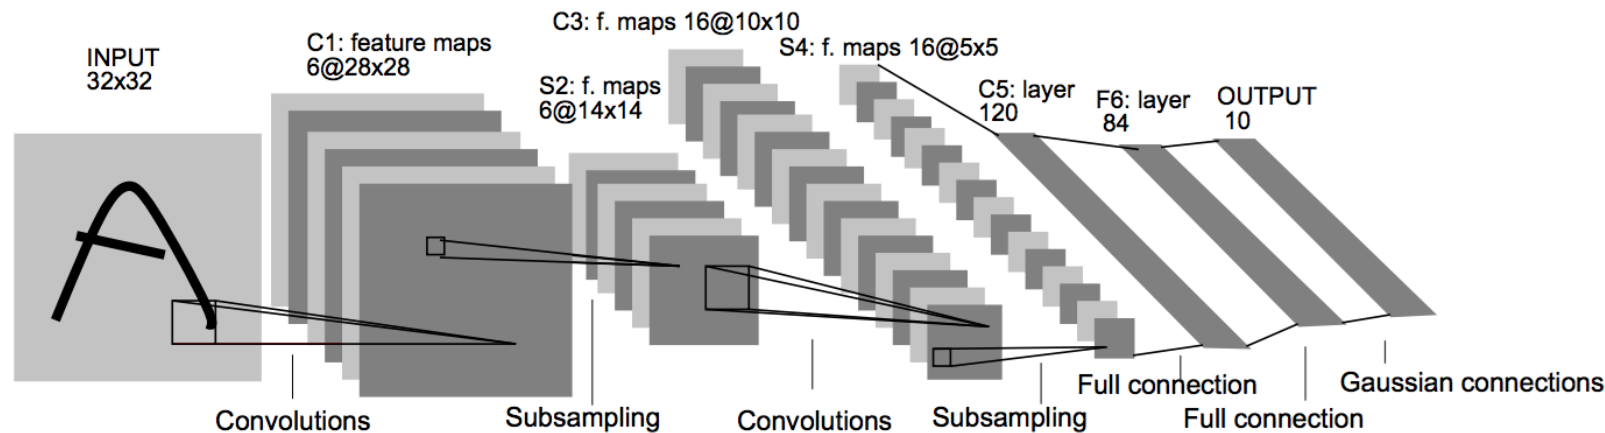 INPUT
32x32
C1: feature maps
6@28x28
S2: f. maps
6@14x14
C3: f. maps 16@10x10
S4: f. maps 16@5x5
C5: layer
120
F6: layer
84
OUTPUT
10
Convolutions
Subsampling
Convolutions
Subsampling
Full connection
Full connection
Gaussian connections